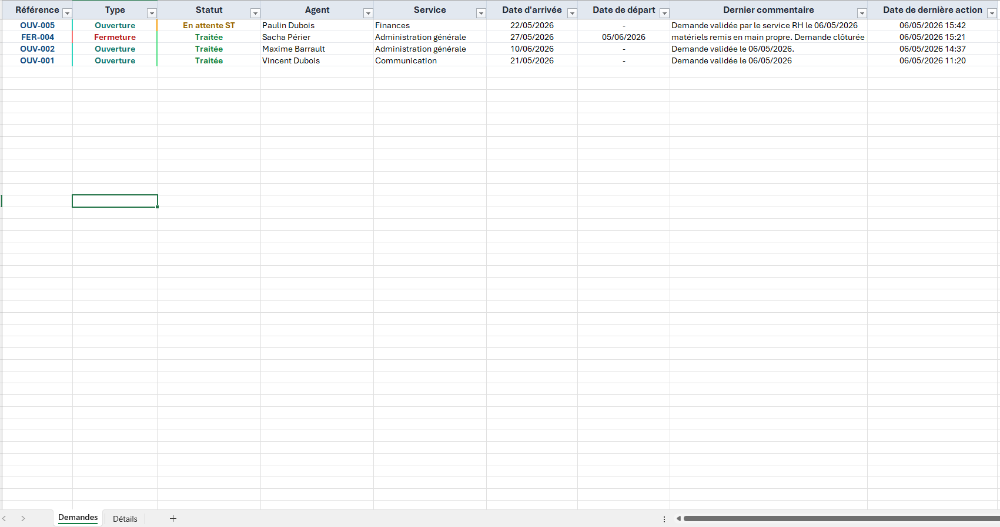 Référence Type Statut Agent Service Date d'arrivée Date de départ Dernier commentaire Date de dernière action
OUV-005 Ouverture En attente ST Paulin Dubois Finances 22/05/2026 - Demande validée par le service RH le 06/05/2026 06/05/2026 15:42
FER-004 Fermeture Traitée Sacha Périer Administration générale 27/05/2026 05/06/2026 matériels remis en main propre. Demande clôturée 06/05/2026 15:21
OUV-002 Ouverture Traitée Maxime Barrault Administration générale 10/06/2026 - Demande validée le 06/05/2026. 06/05/2026 14:37
OUV-001 Ouverture Traitée Vincent Dubois Communication 21/05/2026 - Demande validée le 06/05/2026 06/05/2026 11:20
Demandes Détails